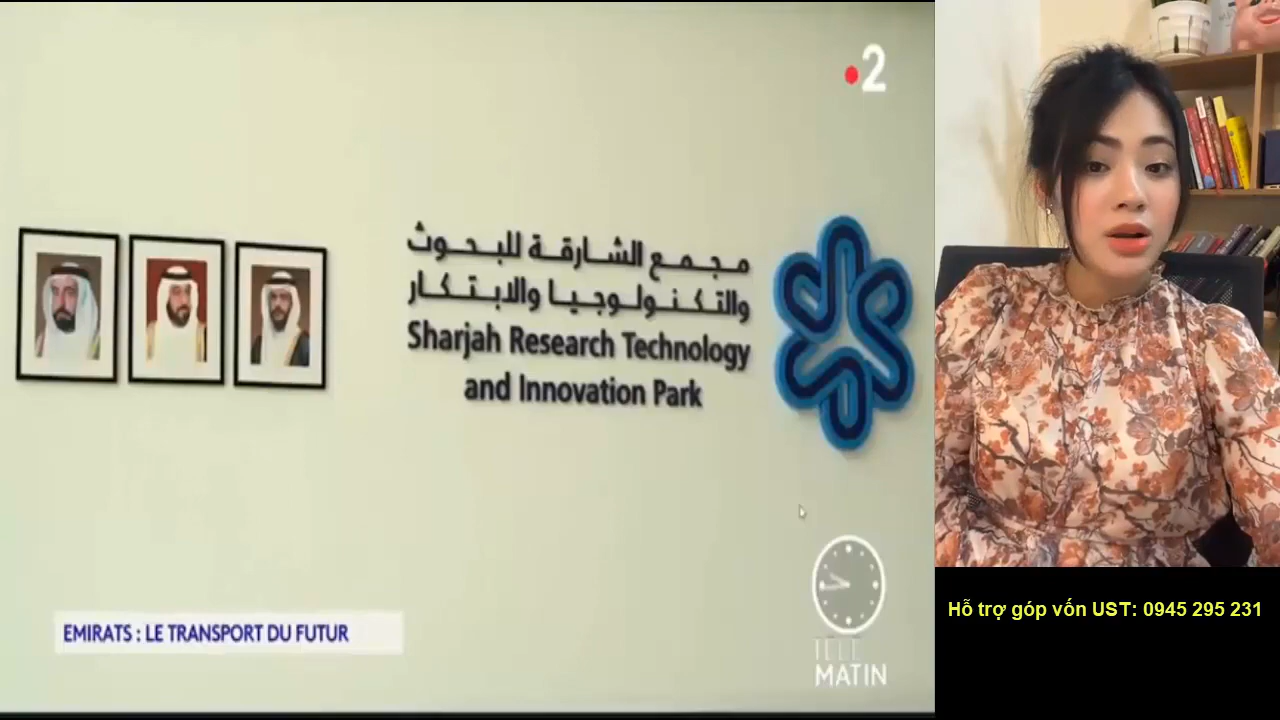 2
مجمع الشارقة للبحوث
والتكنولوجيا والابتكار
Sharjah Research Technology
and Innovation Park
EMIRATS : LE TRANSPORT DU FUTUR
TÉLÉ
MATIN
Hỗ trợ góp vốn UST: 0945 295 231